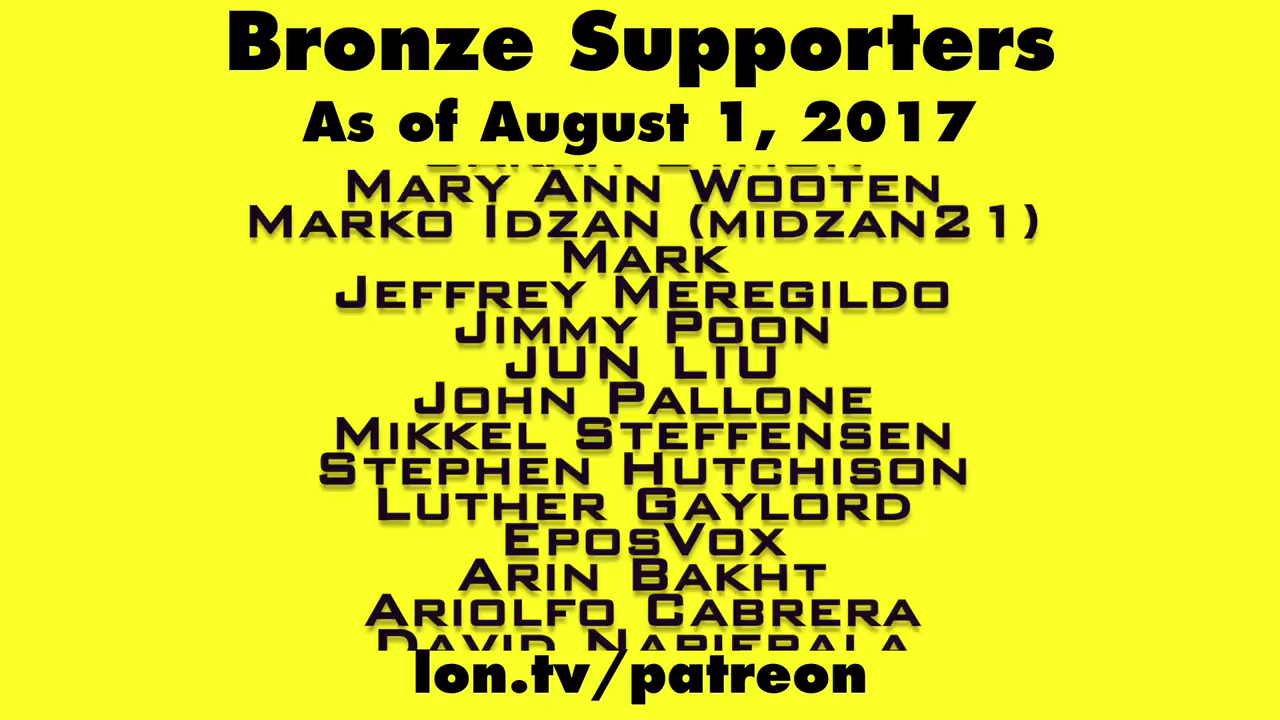 Bronze Supporters
As of August 1, 2017
Mary Ann Wooten
Marko Idzan (midzan21)
Mark
Jeffrey Meregildo
Jimmy Poon
JUN LIU
John Pallone
Mikkel Steffensen
Stephen Hutchison
Luther Gaylord
EposVox
Arin Bakht
Ariolfo Cabrera
David
lon.tv/patreon